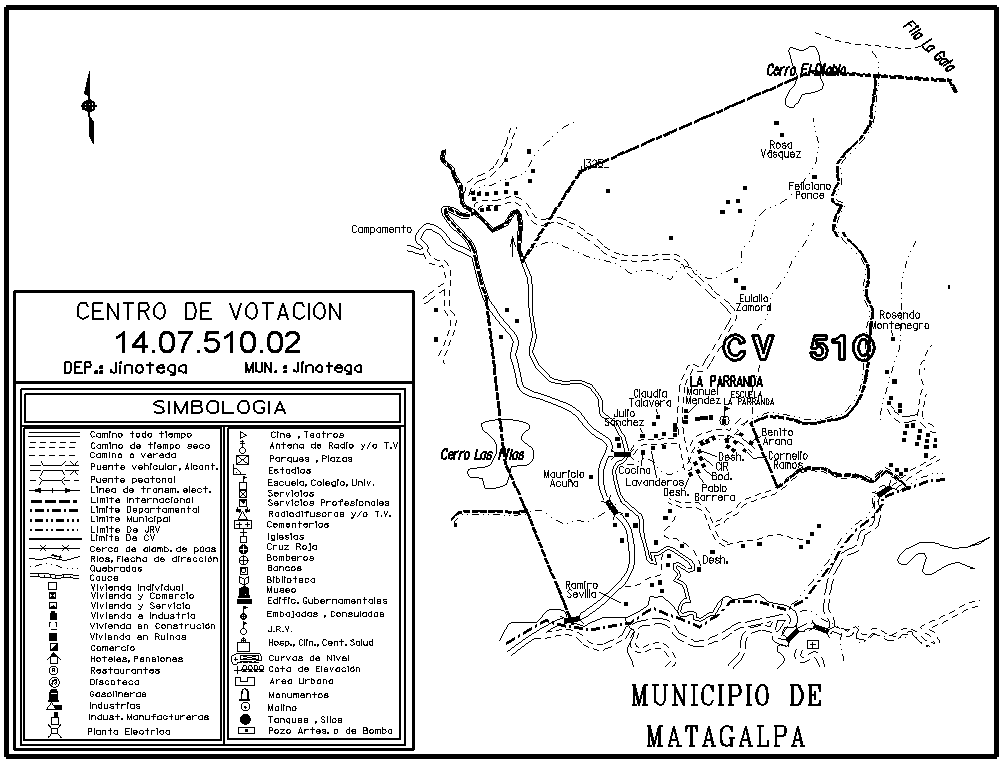 CENTRO DE VOTACION
14.07.510.02
DEP.: Jinotega MUN. : Jinotega
SIMBOLOGIA
Camino todo tiempo
Camino de tiempo seco
Camino o vereda
Puente vehicular, Alcant.
Puente peatonal
Linea de transm. elect.
Limite Internacional
Limite Departamental
Limite Municipal
Limite De JRV
Limite De CV
Cerca de alamb. de púas
Rios, Flecha de dirección
Quebradas
Cauce
Vivienda Individual
Vivienda y Comercio
Vivienda y Servicio
Vivienda e Industria
Vivienda en Construción
Vivienda en Ruinas
Comercio
Hoteles, Pensiones
Restaurantes
Discoteca
Gasolineras
Industrias
Indust. Manufactureras
Planta Electrica
Cine , Teatros
Antena de Radio y/o T.V
Parques , Plazas
Estadios
Escuela, Colegio, Univ.
Servicios
Servicios Profesionales
Radiodifusoras y/o T.V.
Cementerios
Iglesias
Cruz Roja
Bomberos
Bancos
Biblioteca
Museo
Edific. Gubernamentales
Embajadas , Consulados
J.R.V.
Hosp., Clín., Cent. Salud
Curvas de Nivel
Cota de Elevación
Area Urbana
Monumentos
Molino
Tanques , Silos
Pozo Artes. o de Bomba
Filo La Gata
Cerro El Diablo
Rosa
Vásquez
1325
Feliciano
Ponce
Campamento
Eulalio
Zamora
Rosendo
Montenegro
CV 510
LA PARRANDA
ESCUELA
LA PARRANDA
Claudia
Talavera
Manuel
Mendez
Julio
Sánchez
Benito
Arana
Cornelio
Ramos
Cerro Las Mias
Mauricio
Acuña
Cocina
Lavanderos
Desh.
Desh.
CIR
Bod.
Pablo
Barrera
Desh.
Ramiro
Sevilla
MUNICIPIO DE
MATAGALPA